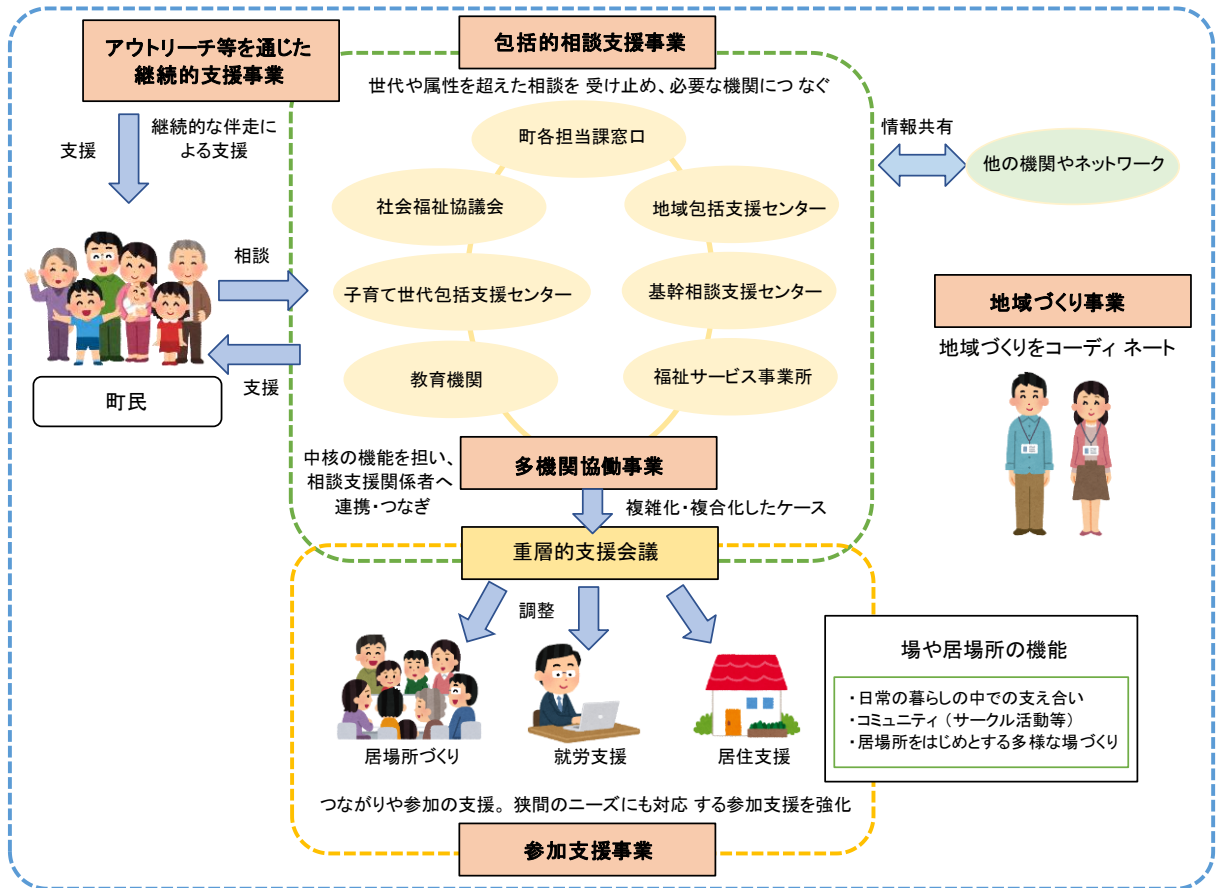 アウトリーチ等を通じた
継続的支援事業
包括的相談支援事業
世代や属性を超えた相談を 受け止め、必要な機関につ なぐ
支援
継続的な伴走に
よる支援
町各担当課窓口
社会福祉協議会
地域包括支援センター
子育て世代包括支援センター
基幹相談支援センター
教育機関
福祉サービス事業所
情報共有
他の機関やネットワーク
相談
支援
町民
地域づくり事業
地域づくりをコーディ ネート
中核の機能を担い、
相談支援関係者へ
連携・つなぎ
多機関協働事業
複雑化・複合化したケース
重層的支援会議
調整
居場所づくり
就労支援
居住支援
場や居場所の機能
・日常の暮らしの中での支え合い
・コミュニティ（サークル活動等）
・居場所をはじめとする多様な場づくり
つながりや参加の支援。狭間のニーズにも対応 する参加支援を強化
参加支援事業